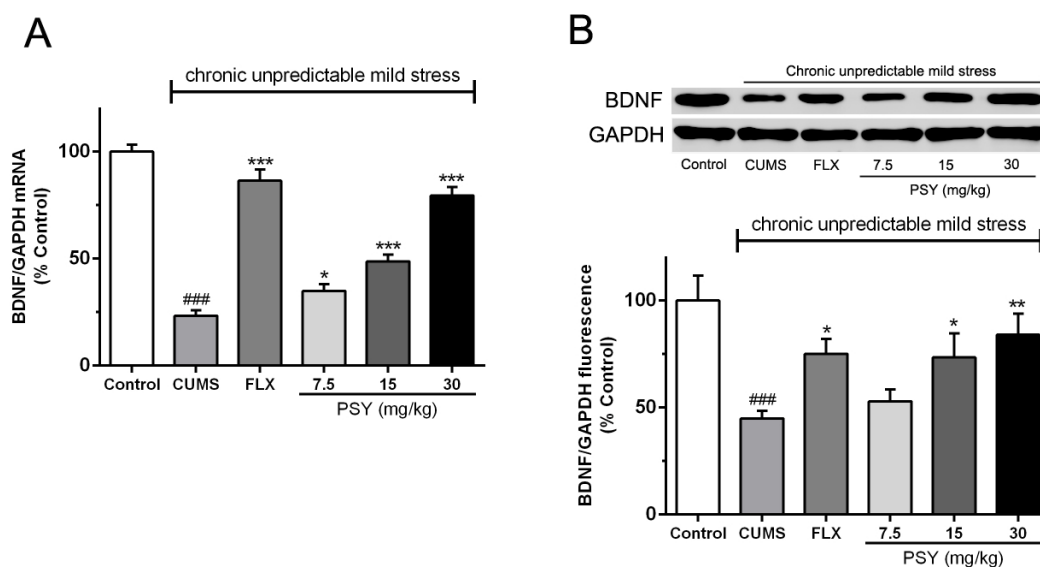 A
chronic unpredictable mild stress
BDNF/GAPDH mRNA
(% Control)
100
50
0
###
***
*
***
***
Control CUMS FLX 7.5 15 30
PSY (mg/kg)
B
Chronic unpredictable mild stress
BDNF
GAPDH
Control CUMS FLX 7.5 15 30
PSY (mg/kg)
chronic unpredictable mild stress
BDNF/GAPDH fluorescence
(% Control)
100
50
0
###
*
*
**
Control CUMS FLX 7.5 15 30
PSY (mg/kg)